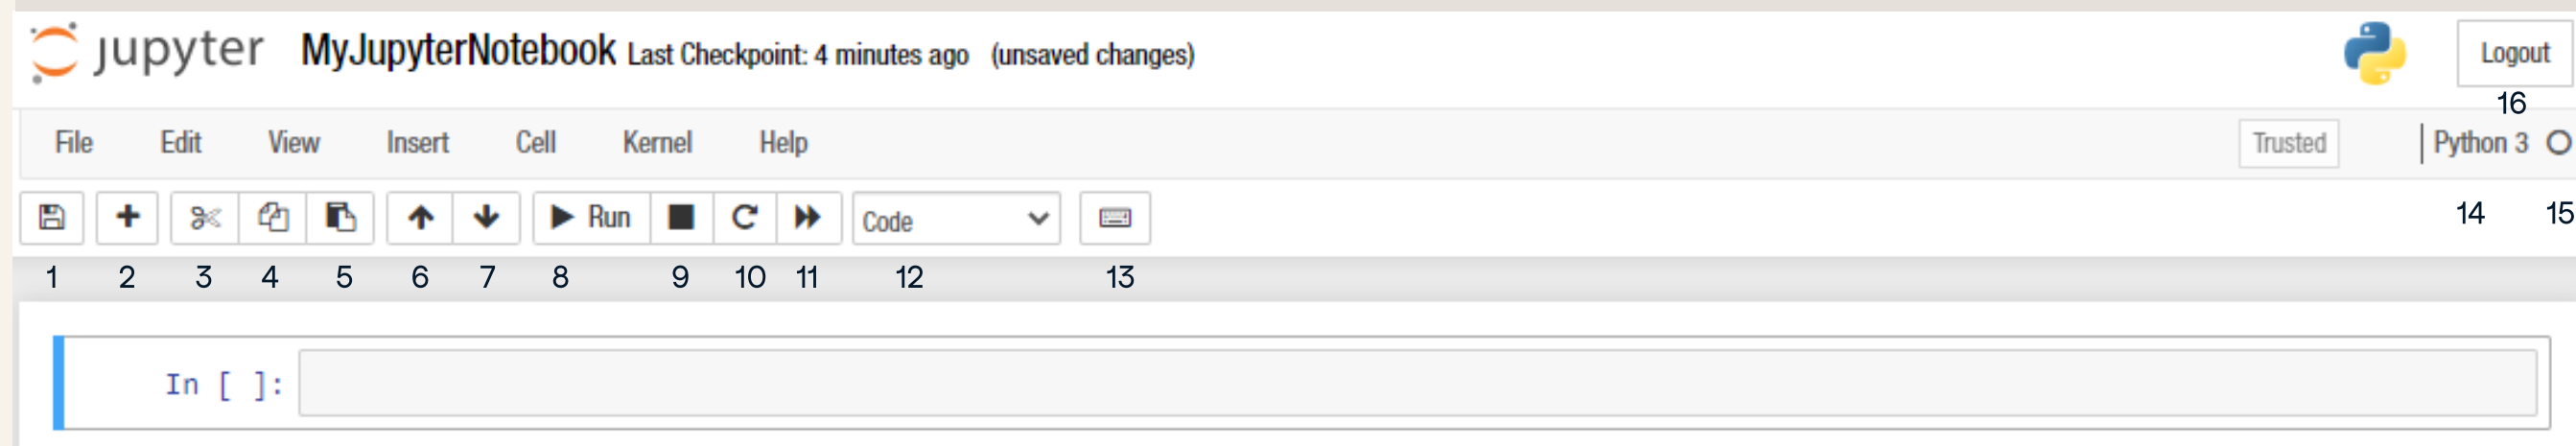 jupyter MyJupyterNotebook Last Checkpoint: 4 minutes ago (unsaved changes) Logout
16
File Edit View Insert Cell Kernel Help Trusted Python 3
Run Code 14 15
1 2 3 4 5 6 7 8 9 10 11 12 13
In [ ]: